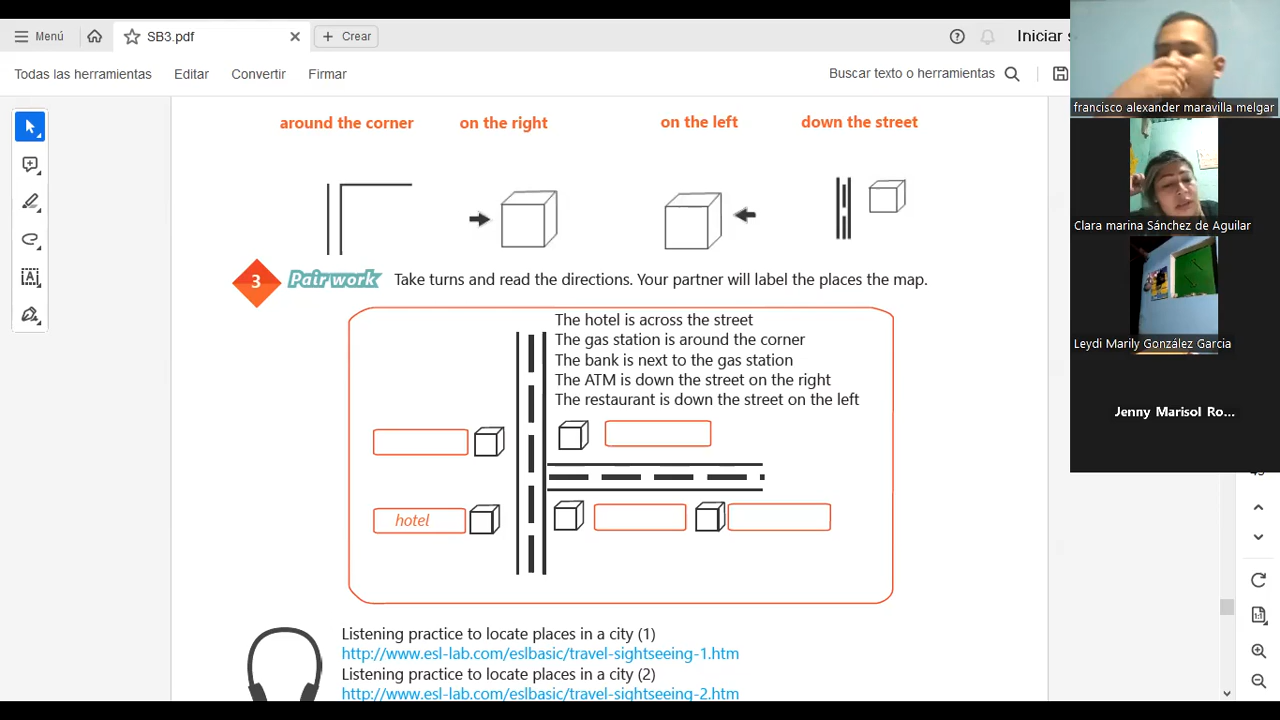 Menú
SB3.pdf
Crear
Iniciar s
Todas las herramientas
Editar
Convertir
Firmar
Buscar texto o herramientas
francisco alexander maravilla melgar
Clara marina Sánchez de Aguilar
Leydi Marily González Garcia
Jenny Marisol Ro...
around the corner
on the right
on the left
down the street
3
Pair work
Take turns and read the directions. Your partner will label the places the map.
The hotel is across the street
The gas station is around the corner
The bank is next to the gas station
The ATM is down the street on the right
The restaurant is down the street on the left
hotel
Listening practice to locate places in a city (1)
http://www.esl-lab.com/eslbasic/travel-sightseeing-1.htm
Listening practice to locate places in a city (2)
http://www.esl-lab.com/eslbasic/travel-sightseeing-2.htm